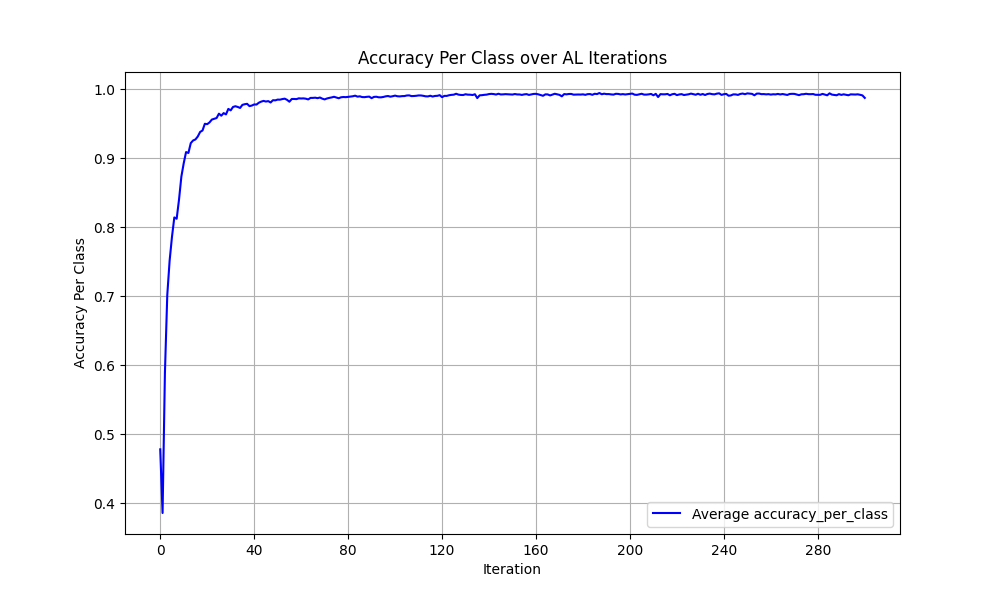 Accuracy Per Class over AL Iterations
1.0
0.9
0.8
0.7
0.6
0.5
0.4
Accuracy Per Class
0 40 80 120 160 200 240 280
Iteration
Average accuracy_per_class